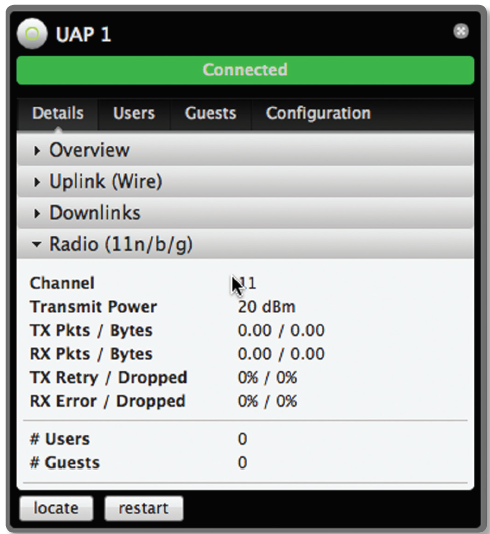 UAP 1
Connected
Details Users Guests Configuration
Overview
Uplink (Wire)
Downlinks
Radio (11n/b/g)
Channel 11
Transmit Power 20 dBm
TX Pkts / Bytes 0.00 / 0.00
RX Pkts / Bytes 0.00 / 0.00
TX Retry / Dropped 0% / 0%
RX Error / Dropped 0% / 0%
# Users 0
# Guests 0
locate restart